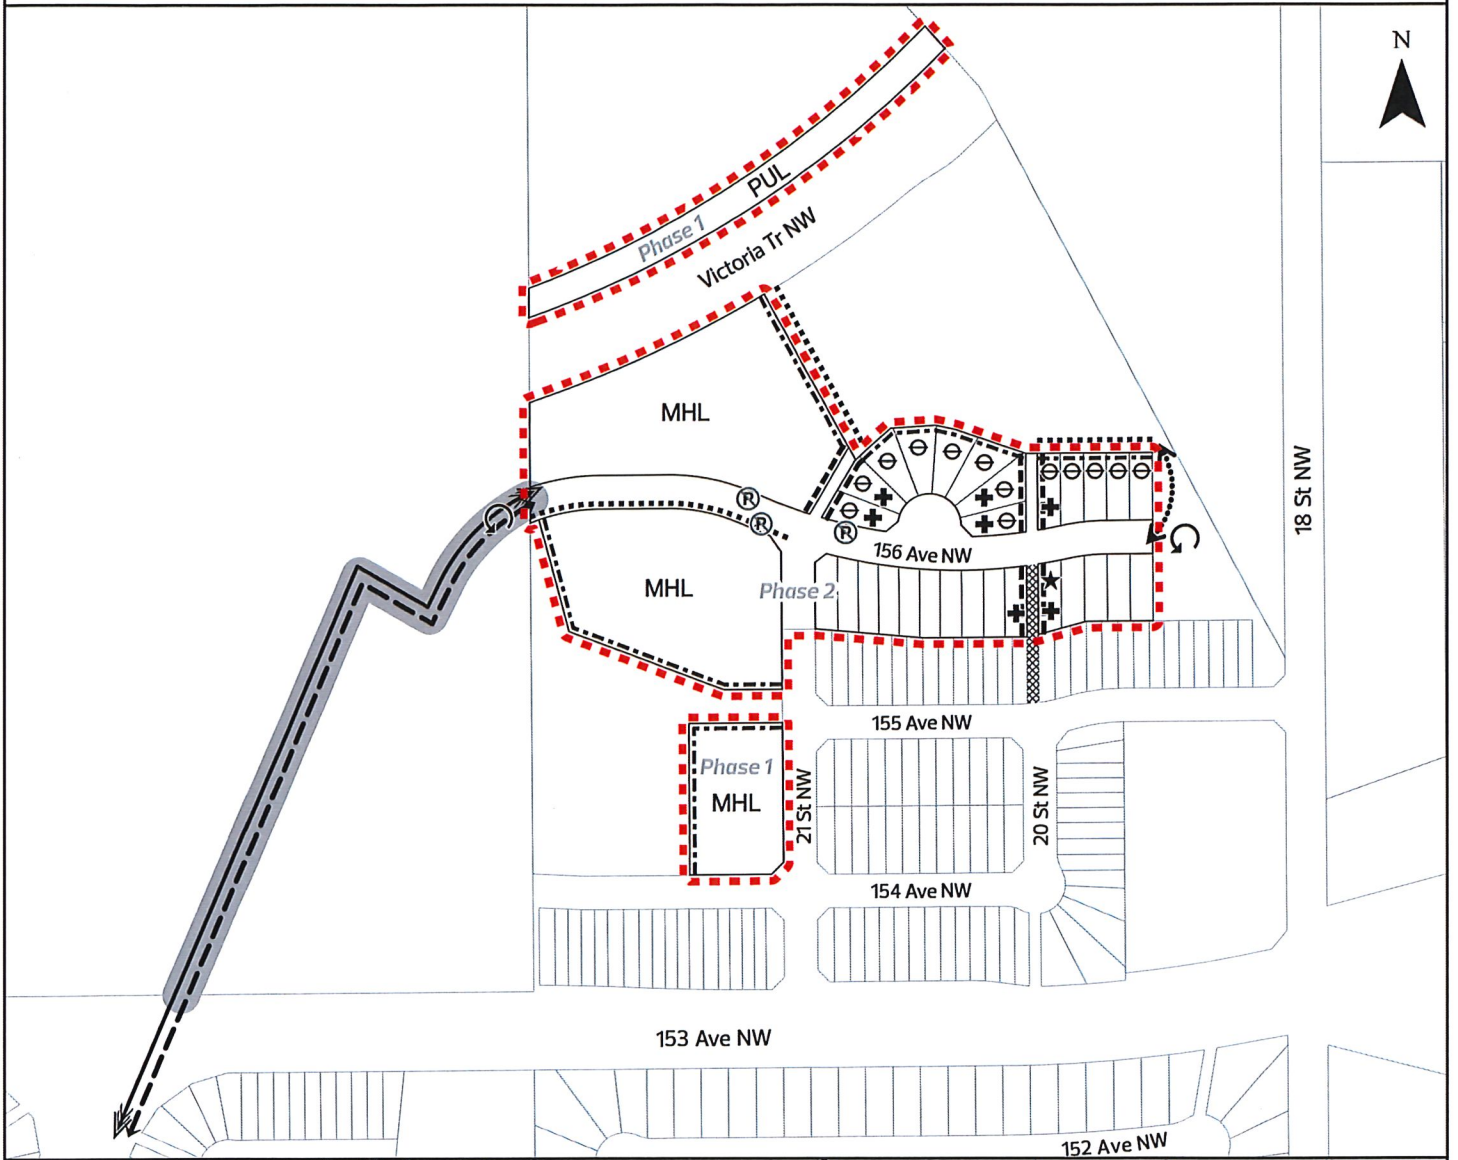 N
PUL
Phase 1
Victoria Tr NW
MHL
18 St NW
R
R
R
156 Ave NW
MHL
Phase 2
155 Ave NW
Phase 1
MHL
21 St NW
20 St NW
154 Ave NW
153 Ave NW
152 Ave NW